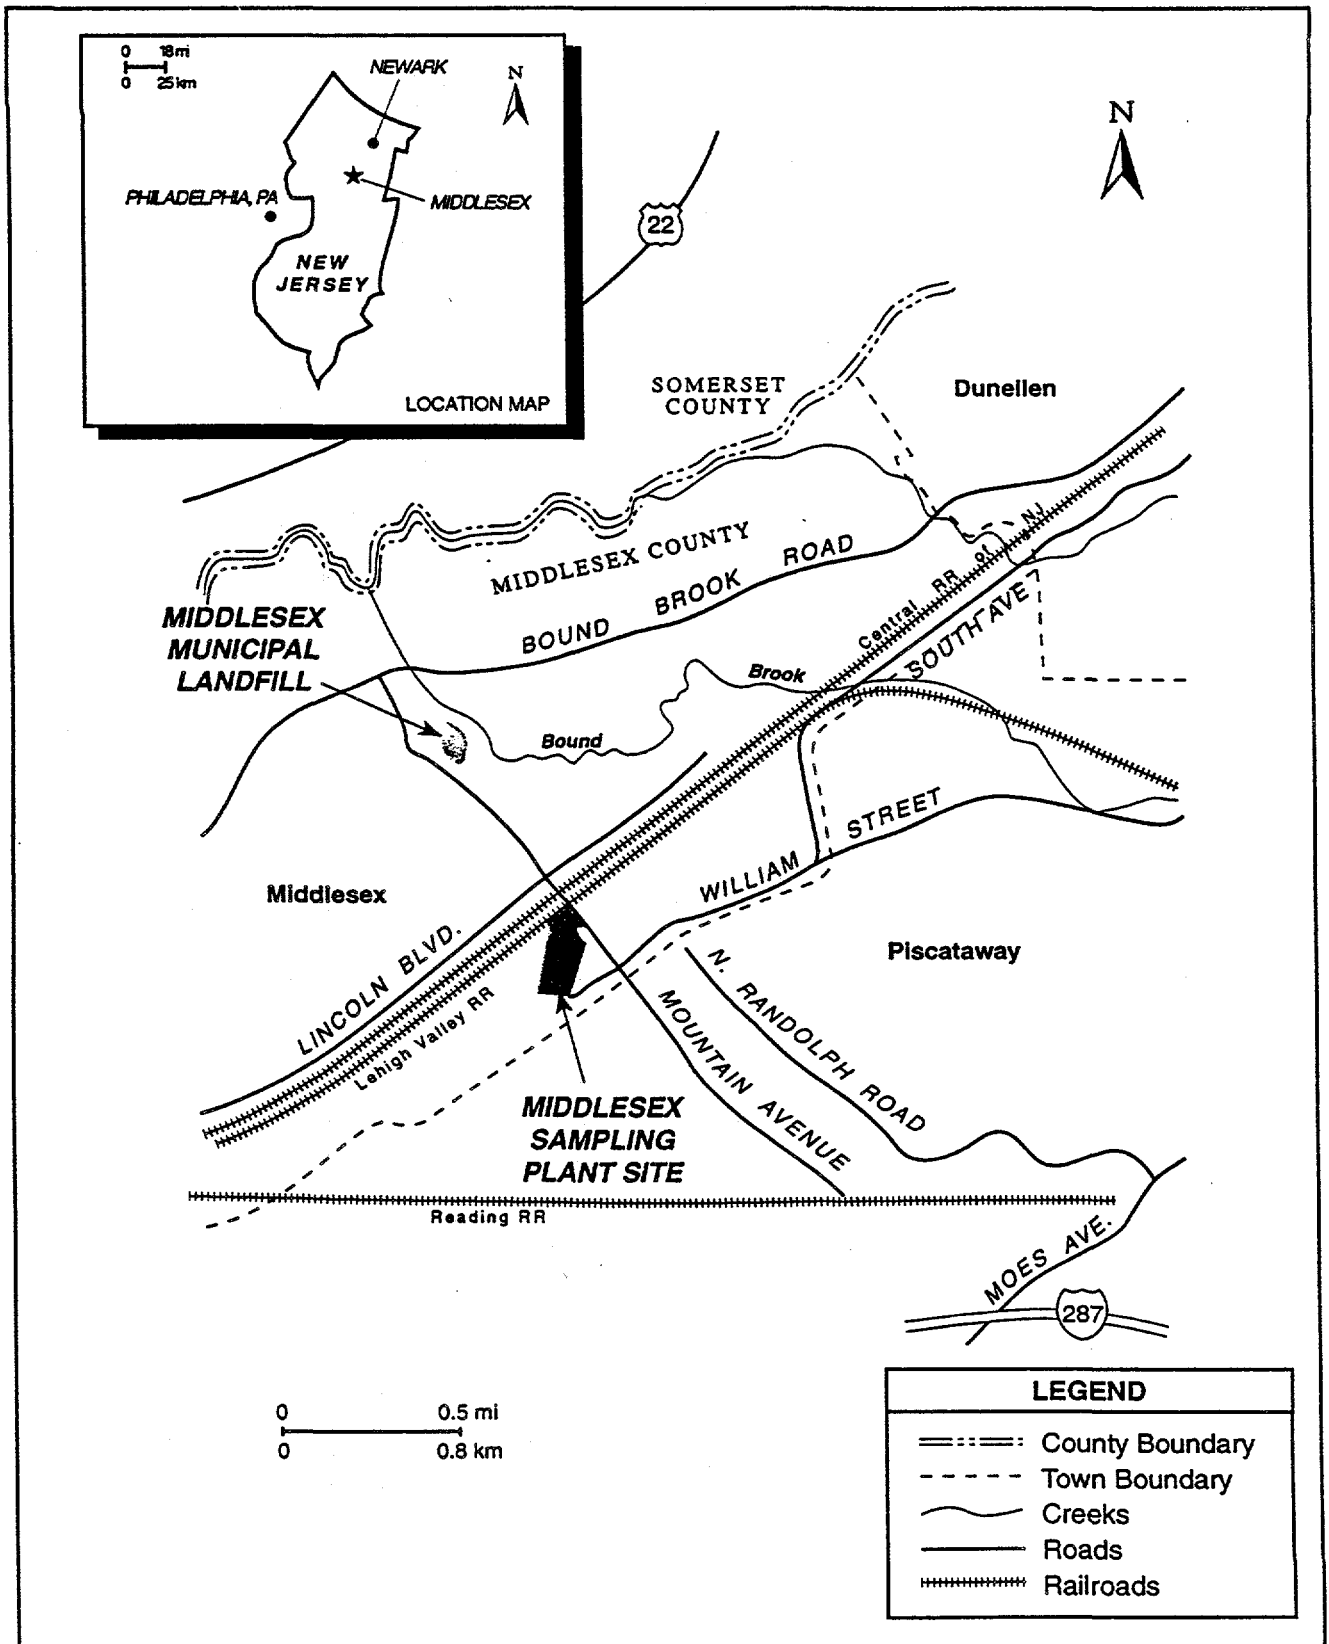 0 18mi
0 25km
NEWARK
N
PHILADELPHIA, PA
MIDDLESEX
NEW
JERSEY
LOCATION MAP
N
22
SOMERSET
COUNTY
Dunellen
MIDDLESEX COUNTY
BOUND BROOK ROAD
Central RR of NJ
SOUTH AVE
MIDDLESEX
MUNICIPAL
LANDFILL
Bound Brook
WILLIAM STREET
Middlesex
LINCOLN BLVD.
Lehigh Valley RR
Piscataway
N. RANDOLPH ROAD
MOUNTAIN AVENUE
MIDDLESEX
SAMPLING
PLANT SITE
Reading RR
MOES AVE.
287
0 0.5 mi
0 0.8 km
LEGEND
County Boundary
Town Boundary
Creeks
Roads
Railroads